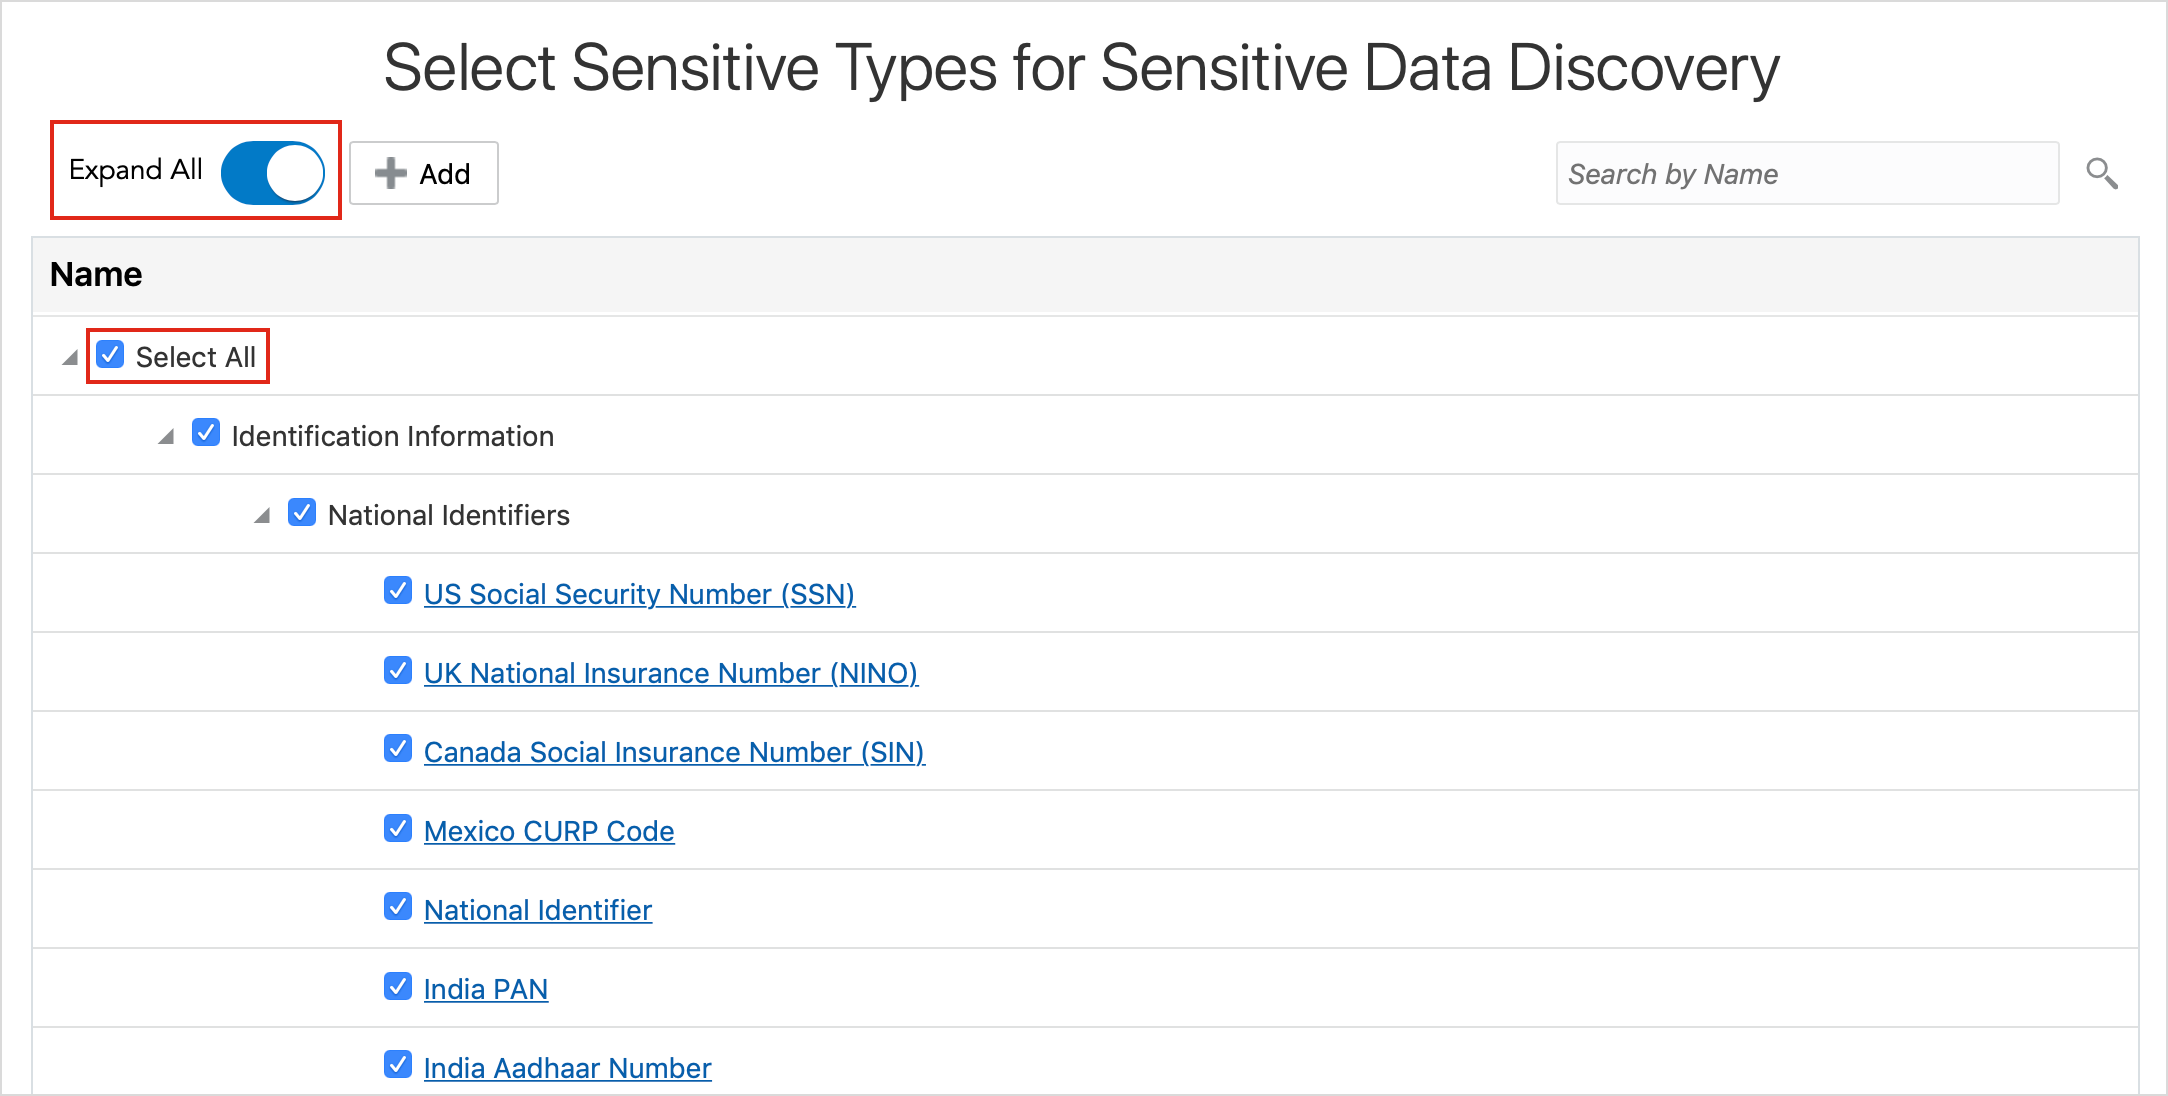 Select Sensitive Types for Sensitive Data Discovery
Expand All
Add
Search by Name
Name
Select All
Identification Information
National Identifiers
US Social Security Number (SSN)
UK National Insurance Number (NINO)
Canada Social Insurance Number (SIN)
Mexico CURP Code
National Identifier
India PAN
India Aadhaar Number